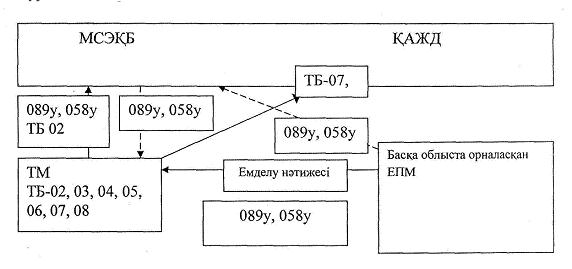 МСЭҚБ ҚАЖД
ТБ-07,
089у, 058у
ТБ 02
089у, 058у
089у, 058у
Басқа облыста орналасқан
ЕПМ
ТМ
ТБ-02, 03, 04, 05,
06, 07, 08
Емделу нәтижесі
089у, 058у